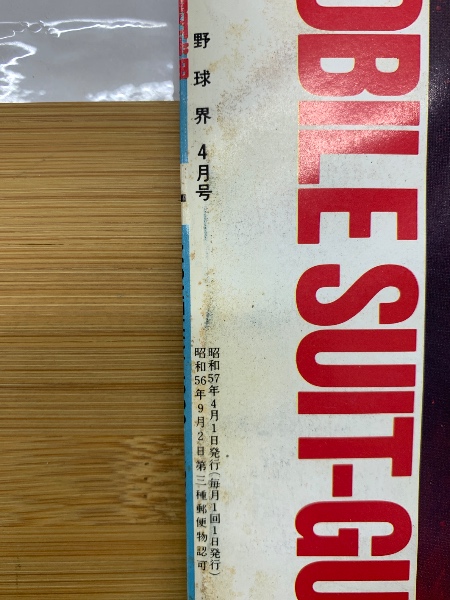 野球界 4月号
昭和57年4月1日発行(毎月1回1日発行)
昭和56年9月2日第三種郵便物認可
OBILE SUIT-GU